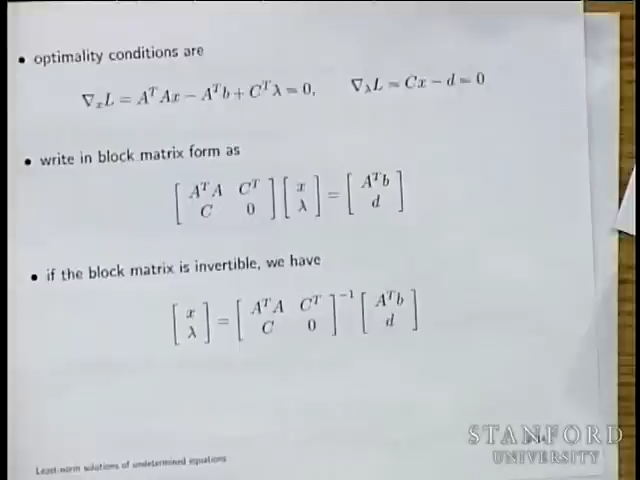 • optimality conditions are
∇ₓL = AᵀAx − Aᵀb + Cᵀλ = 0, ∇_λL = Cx − d = 0
• write in block matrix form as
[ AᵀA Cᵀ ] [ x ] = [ Aᵀb ]
[ C 0 ] [ λ ] [ d ]
• if the block matrix is invertible, we have
[ x ] = [ AᵀA Cᵀ ]⁻¹ [ Aᵀb ]
[ λ ] [ C 0 ] [ d ]
Least-norm solutions of undetermined equations
STANFORD
UNIVERSITY